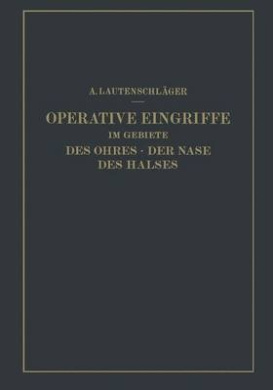 A. LAUTENSCHLÄGER
OPERATIVE EINGRIFFE
IM GEBIETE
DES OHRES · DER NASE
DES HALSES